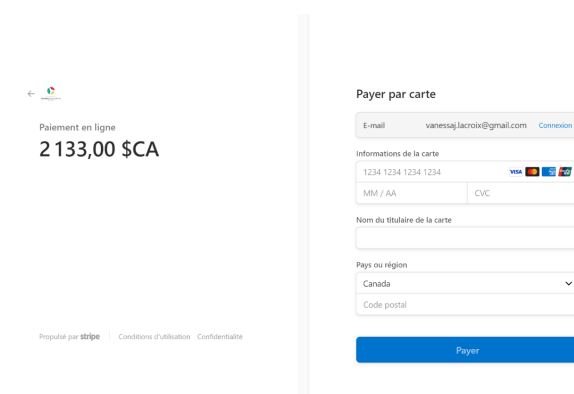 Paiement en ligne
2 133,00 $CA
Propulsé par stripe
Conditions d'utilisation Confidentialité
Payer par carte
E-mail vanessaj.lacroix@gmail.com Connexion
Informations de la carte
1234 1234 1234 1234 VISA
MM / AA CVC
Nom du titulaire de la carte
Pays ou région
Canada
Code postal
Payer